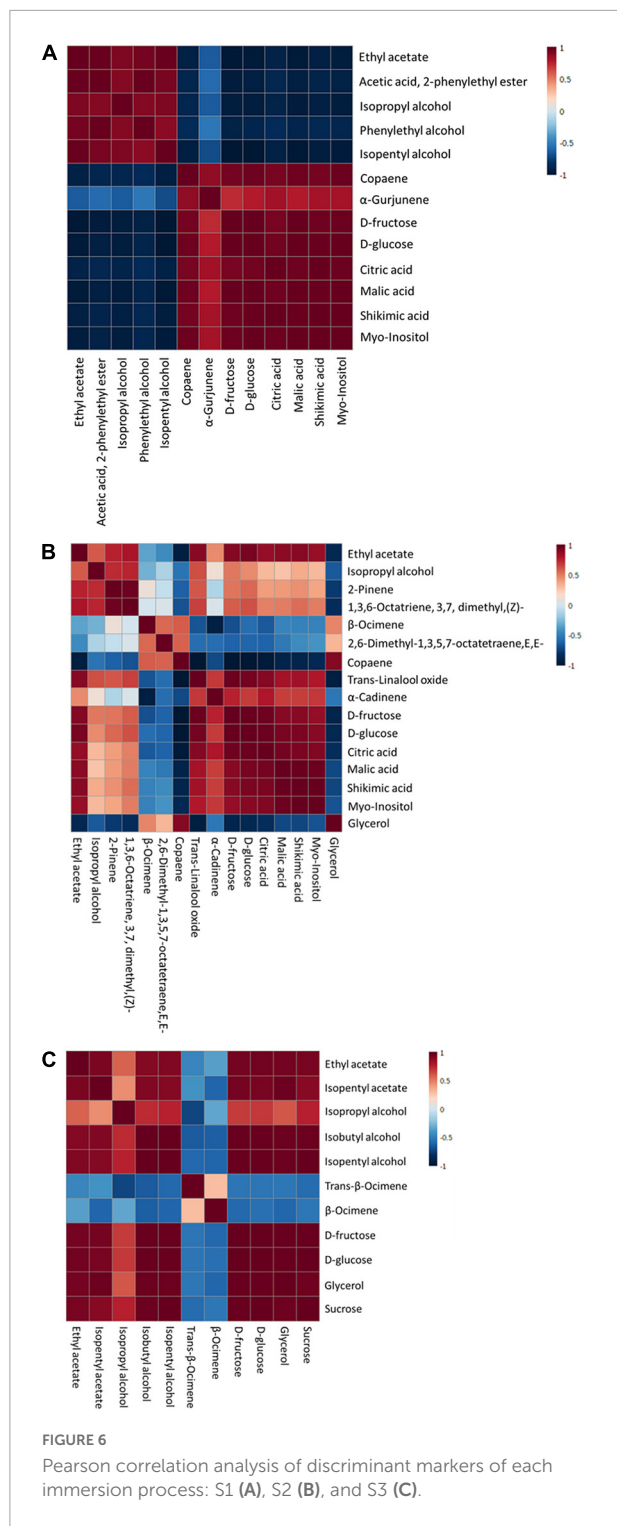 A
Ethyl acetate
Acetic acid, 2-phenylethyl ester
Isopropyl alcohol
Phenylethyl alcohol
Isopentyl alcohol
Copaene
α-Gurjunene
D-fructose
D-glucose
Citric acid
Malic acid
Shikimic acid
Myo-Inositol
1
0.5
0
-0.5
-1
Ethyl acetate
Acetic acid, 2-phenylethyl ester
Isopropyl alcohol
Phenylethyl alcohol
Isopentyl alcohol
Copaene
α-Gurjunene
D-fructose
D-glucose
Citric acid
Malic acid
Shikimic acid
Myo-Inositol
B
Ethyl acetate
Isopropyl alcohol
2-Pinene
1,3,6-Octatriene, 3,7, dimethyl,(Z)-
β-Ocimene
2,6-Dimethyl-1,3,5,7-octatetraene,E,E-
Copaene
Trans-Linalool oxide
α-Cadinene
D-fructose
D-glucose
Citric acid
Malic acid
Shikimic acid
Myo-Inositol
Glycerol
1
0.5
0
-0.5
-1
Ethyl acetate
Isopropyl alcohol
2-Pinene
1,3,6-Octatriene, 3,7, dimethyl,(Z)-
β-Ocimene
2,6-Dimethyl-1,3,5,7-octatetraene,E,E-
Copaene
Trans-Linalool oxide
α-Cadinene
D-fructose
D-glucose
Citric acid
Malic acid
Shikimic acid
Myo-Inositol
Glycerol
C
Ethyl acetate
Isopentyl acetate
Isopropyl alcohol
Isobutyl alcohol
Isopentyl alcohol
Trans-β-Ocimene
β-Ocimene
D-fructose
D-glucose
Glycerol
Sucrose
1
0.5
0
-0.5
-1
Ethyl acetate
Isopentyl acetate
Isopropyl alcohol
Isobutyl alcohol
Isopentyl alcohol
Trans-β-Ocimene
β-Ocimene
D-fructose
D-glucose
Glycerol
Sucrose
FIGURE 6
Pearson correlation analysis of discriminant markers of each
immersion process: S1 (A), S2 (B), and S3 (C).